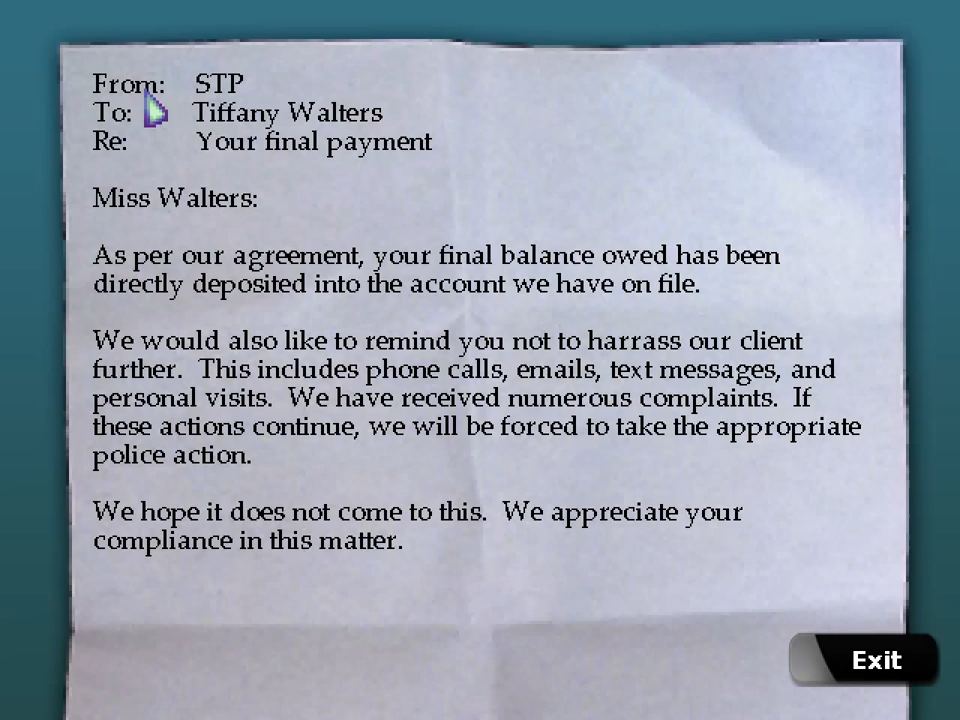 From: STP
To: Tiffany Walters
Re: Your final payment
Miss Walters:
As per our agreement, your final balance owed has been
directly deposited into the account we have on file.
We would also like to remind you not to harrass our client
further. This includes phone calls, emails, text messages, and
personal visits. We have received numerous complaints. If
these actions continue, we will be forced to take the appropriate
police action.
We hope it does not come to this. We appreciate your
compliance in this matter.
Exit